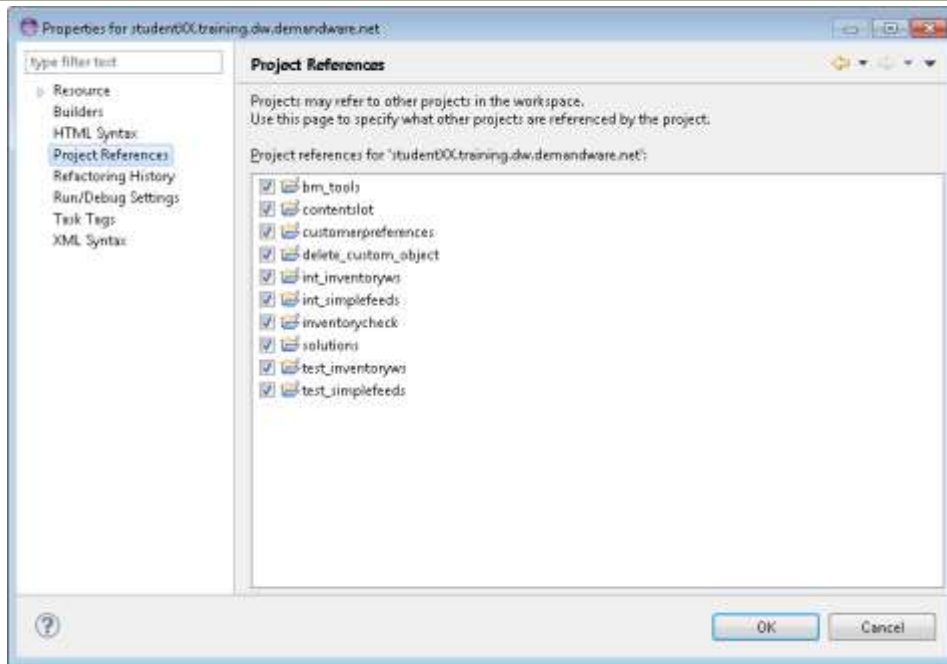 Properties for studentXX.training.dw.demandware.net
type filter text
Resource
Builders
HTML Syntax
Project References
Refactoring History
Run/Debug Settings
Task Tags
XML Syntax
Project References
Projects may refer to other projects in the workspace.
Use this page to specify what other projects are referenced by the project.
Project references for 'studentXX.training.dw.demandware.net':
bm_tools
contentslot
customerpreferences
delete_custom_object
int_inventoryws
int_simplefeeds
inventorycheck
solutions
test_inventoryws
test_simplefeeds
OK
Cancel